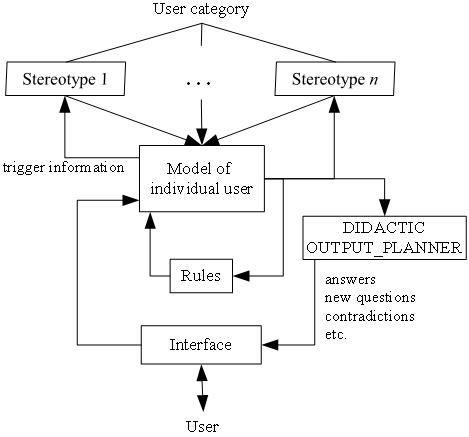 User category
Stereotype 1
...
Stereotype n
trigger information
Model of
individual user
DIDACTIC
OUTPUT_PLANNER
Rules
answers
new questions
contradictions
etc.
Interface
User